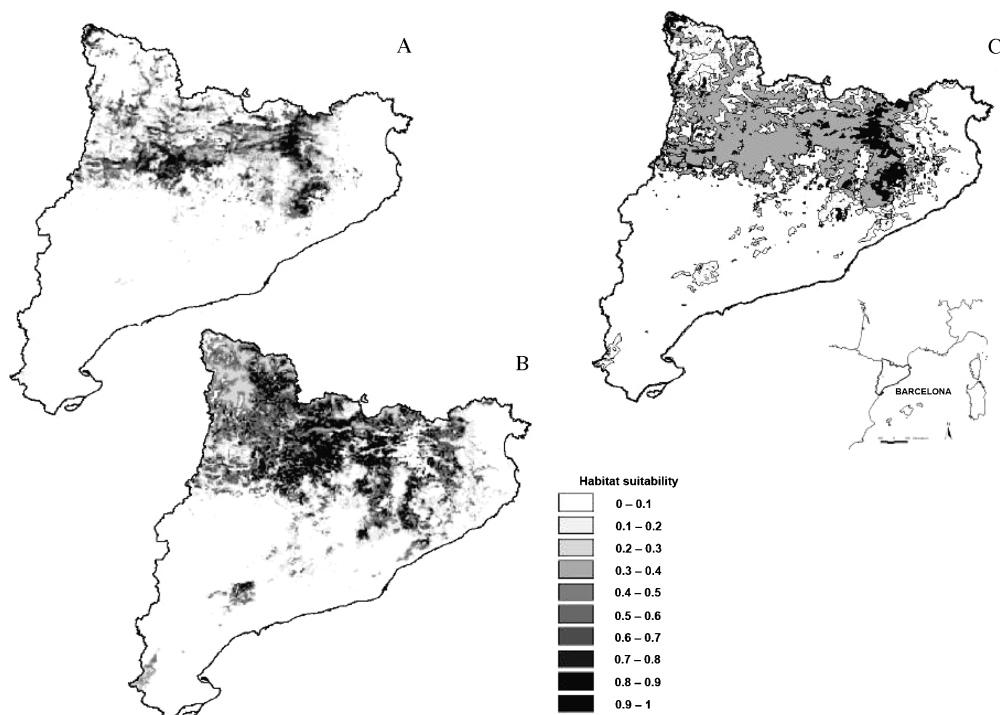 A
C
B
BARCELONA
Habitat suitability
0 – 0.1
0.1 – 0.2
0.2 – 0.3
0.3 – 0.4
0.4 – 0.5
0.5 – 0.6
0.6 – 0.7
0.7 – 0.8
0.8 – 0.9
0.9 – 1